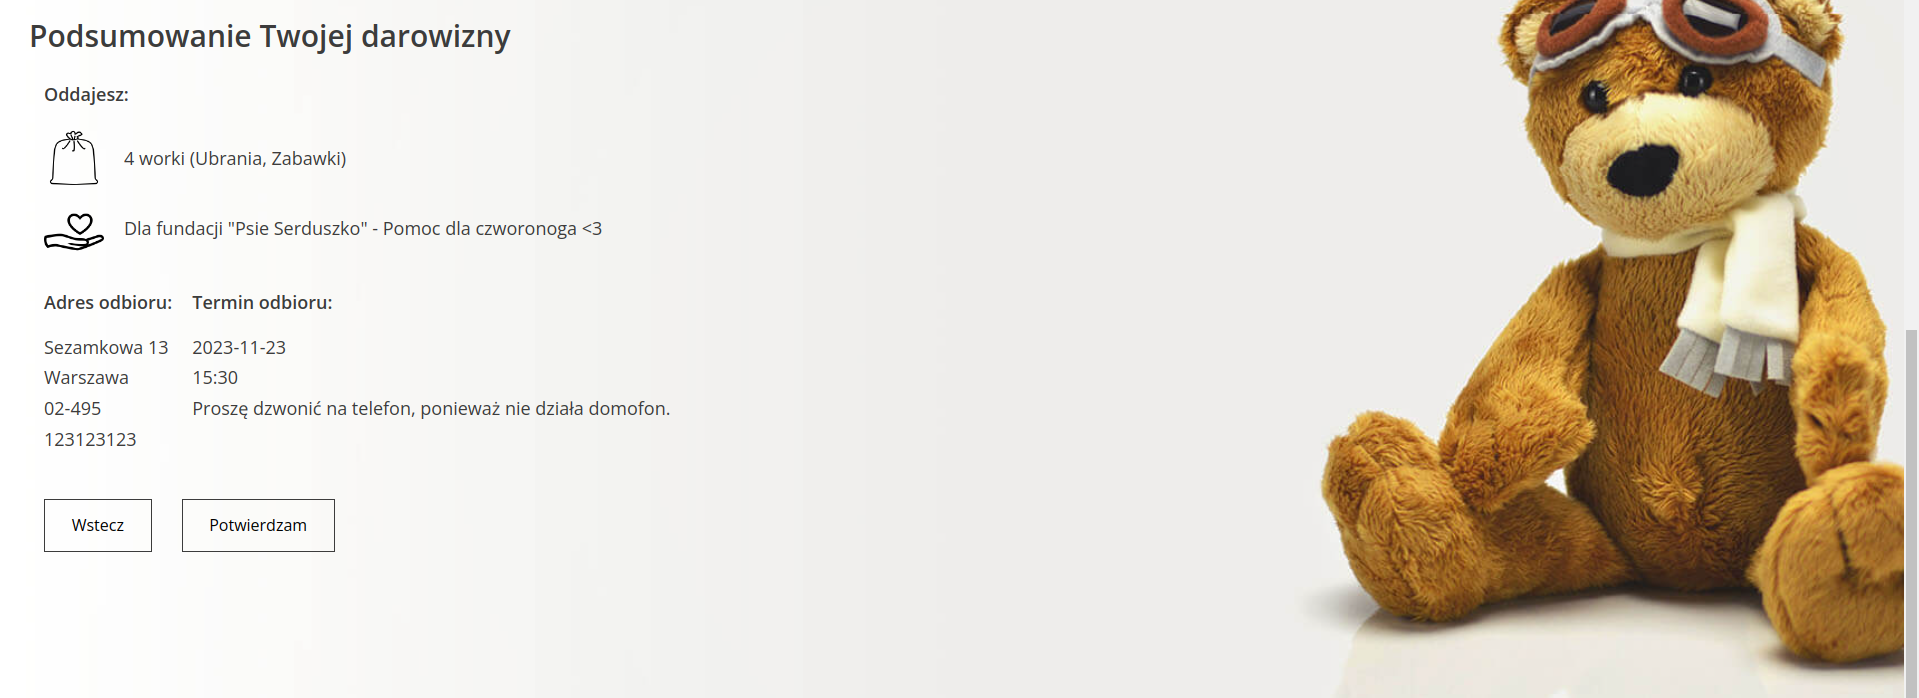 Podsumowanie Twojej darowizny
Oddajesz:
4 worki (Ubrania, Zabawki)
Dla fundacji "Psie Serduszko" - Pomoc dla czworonoga <3
Adres odbioru:
Sezamkowa 13
Warszawa
02-495
123123123
Termin odbioru:
2023-11-23
15:30
Proszę dzwonić na telefon, ponieważ nie działa domofon.
Wstecz
Potwierdzam